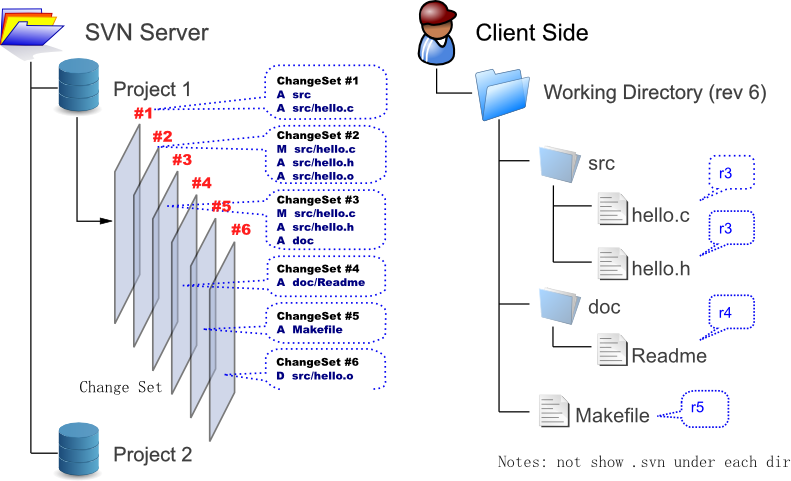 SVN Server
Project 1
#1
#2
#3
#4
#5
#6
ChangeSet #1
A src
A src/hello.c
ChangeSet #2
M src/hello.c
A src/hello.h
A src/hello.o
ChangeSet #3
M src/hello.c
A src/hello.h
A doc
ChangeSet #4
A doc/Readme
ChangeSet #5
A Makefile
ChangeSet #6
D src/hello.o
Change Set
Project 2
Client Side
Working Directory (rev 6)
src
r3
hello.c
r3
hello.h
doc
r4
Readme
Makefile
r5
Notes: not show .svn under each dir